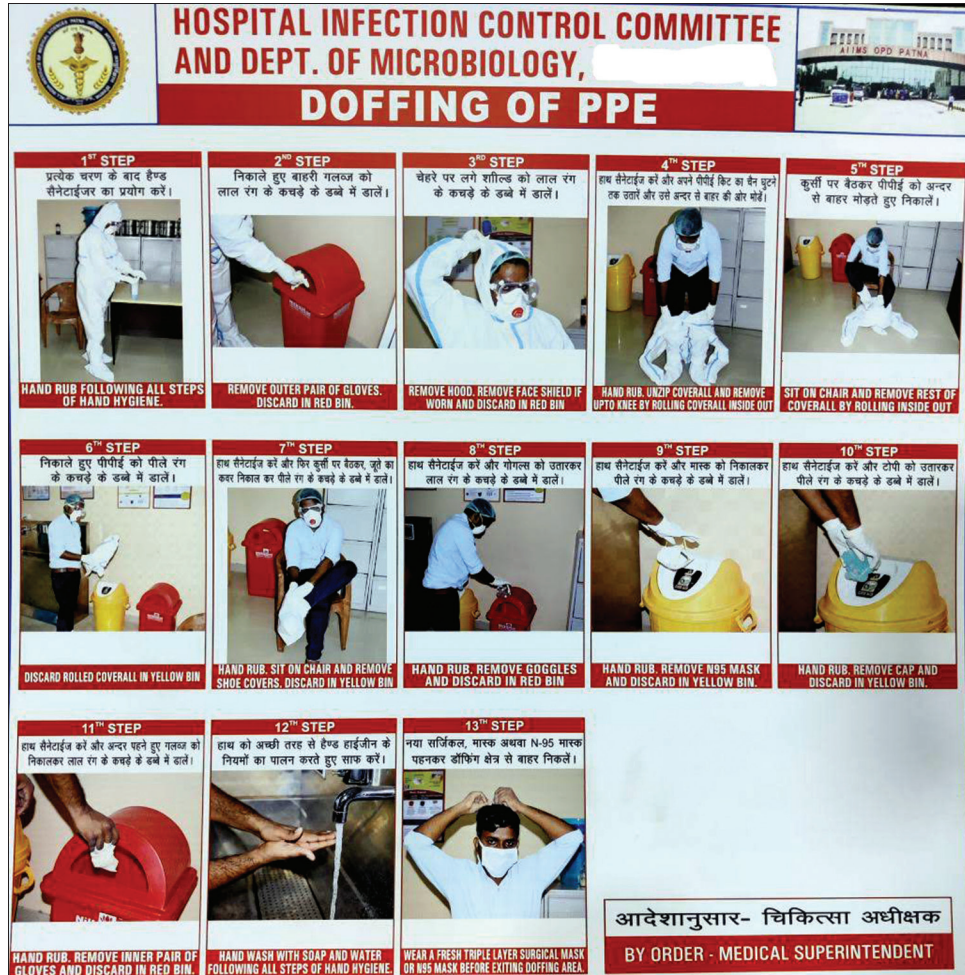 HOSPITAL INFECTION CONTROL COMMITTEE
AND DEPT. OF MICROBIOLOGY,
AIIMS OPD PATNA
DOFFING OF PPE
1ST STEP
प्रत्येक चरण के बाद हैण्ड
सैनेटाईजर का प्रयोग करें।
HAND RUB FOLLOWING ALL STEPS
OF HAND HYGIENE.
2ND STEP
निकाले हुए बाहरी गलब्ज को
लाल रंग के कचड़े के डब्बे में डालें।
REMOVE OUTER PAIR OF GLOVES.
DISCARD IN RED BIN.
3RD STEP
चेहरे पर लगे शील्ड को लाल रंग
के कचड़े के डब्बे में डालें।
REMOVE HOOD. REMOVE FACE SHIELD IF
WORN AND DISCARD IN RED BIN
4TH STEP
हाथ सैनेटाईज करें और अपने पीपीई किट का चैन घुटने
तक उतारें और उसे अन्दर से बाहर की ओर मोड़ें।
HAND RUB. UNZIP COVERALL AND REMOVE
UPTO KNEE BY ROLLING COVERALL INSIDE OUT
5TH STEP
कुर्सी पर बैठकर पीपीई को अन्दर
से बाहर मोड़ते हुए निकालें।
SIT ON CHAIR AND REMOVE REST OF
COVERALL BY ROLLING INSIDE OUT
6TH STEP
निकाले हुए पीपीई को पीले रंग
के कचड़े के डब्बे में डालें।
DISCARD ROLLED COVERALL IN YELLOW BIN
7TH STEP
हाथ सैनेटाईज करें और फिर कुर्सी पर बैठकर, जूते का
कवर निकाल कर पीले रंग के कचड़े के डब्बे में डालें।
HAND RUB. SIT ON CHAIR AND REMOVE
SHOE COVERS. DISCARD IN YELLOW BIN
8TH STEP
हाथ सैनेटाईज करें और गोगल्स को उतारकर
लाल रंग के कचड़े के डब्बे में डालें।
HAND RUB. REMOVE GOGGLES
AND DISCARD IN RED BIN
9TH STEP
हाथ सैनेटाईज करें और मास्क को निकालकर
पीले रंग के कचड़े के डब्बे में डालें।
HAND RUB. REMOVE N95 MASK
AND DISCARD IN YELLOW BIN.
10TH STEP
हाथ सैनेटाईज करें और टोपी को उतारकर
पीले रंग के कचड़े के डब्बे में डालें।
HAND RUB. REMOVE CAP AND
DISCARD IN YELLOW BIN.
11TH STEP
हाथ सैनेटाईज करें और अन्दर पहने हुए गलब्ज को
निकालकर लाल रंग के कचड़े के डब्बे में डालें।
HAND RUB. REMOVE INNER PAIR OF
GLOVES AND DISCARD IN RED BIN.
12TH STEP
हाथ को अच्छी तरह से हैण्ड हाईजीन के
नियमों का पालन करते हुए साफ करें।
HAND WASH WITH SOAP AND WATER
FOLLOWING ALL STEPS OF HAND HYGIENE.
13TH STEP
नया सर्जिकल, मास्क अथवा N-95 मास्क
पहनकर डॉफिंग क्षेत्र से बाहर निकलें।
WEAR A FRESH TRIPLE LAYER SURGICAL MASK
OR N95 MASK BEFORE EXITING DOFFING AREA.
आदेशानुसार- चिकित्सा अधीक्षक
BY ORDER - MEDICAL SUPERINTENDENT